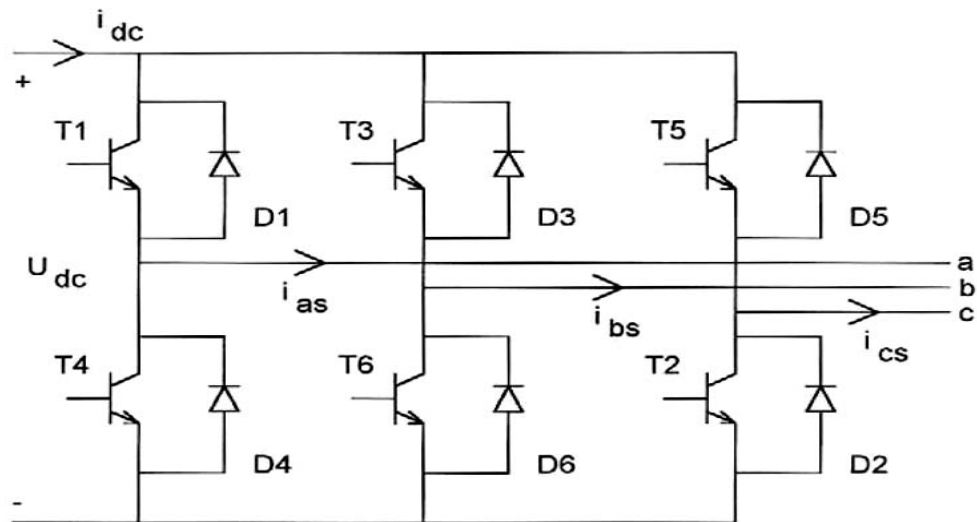 i dc
+
T1
T3
T5
D1
D3
D5
U dc
a
i as
b
i bs
c
i cs
T4
T6
T2
D4
D6
D2
-